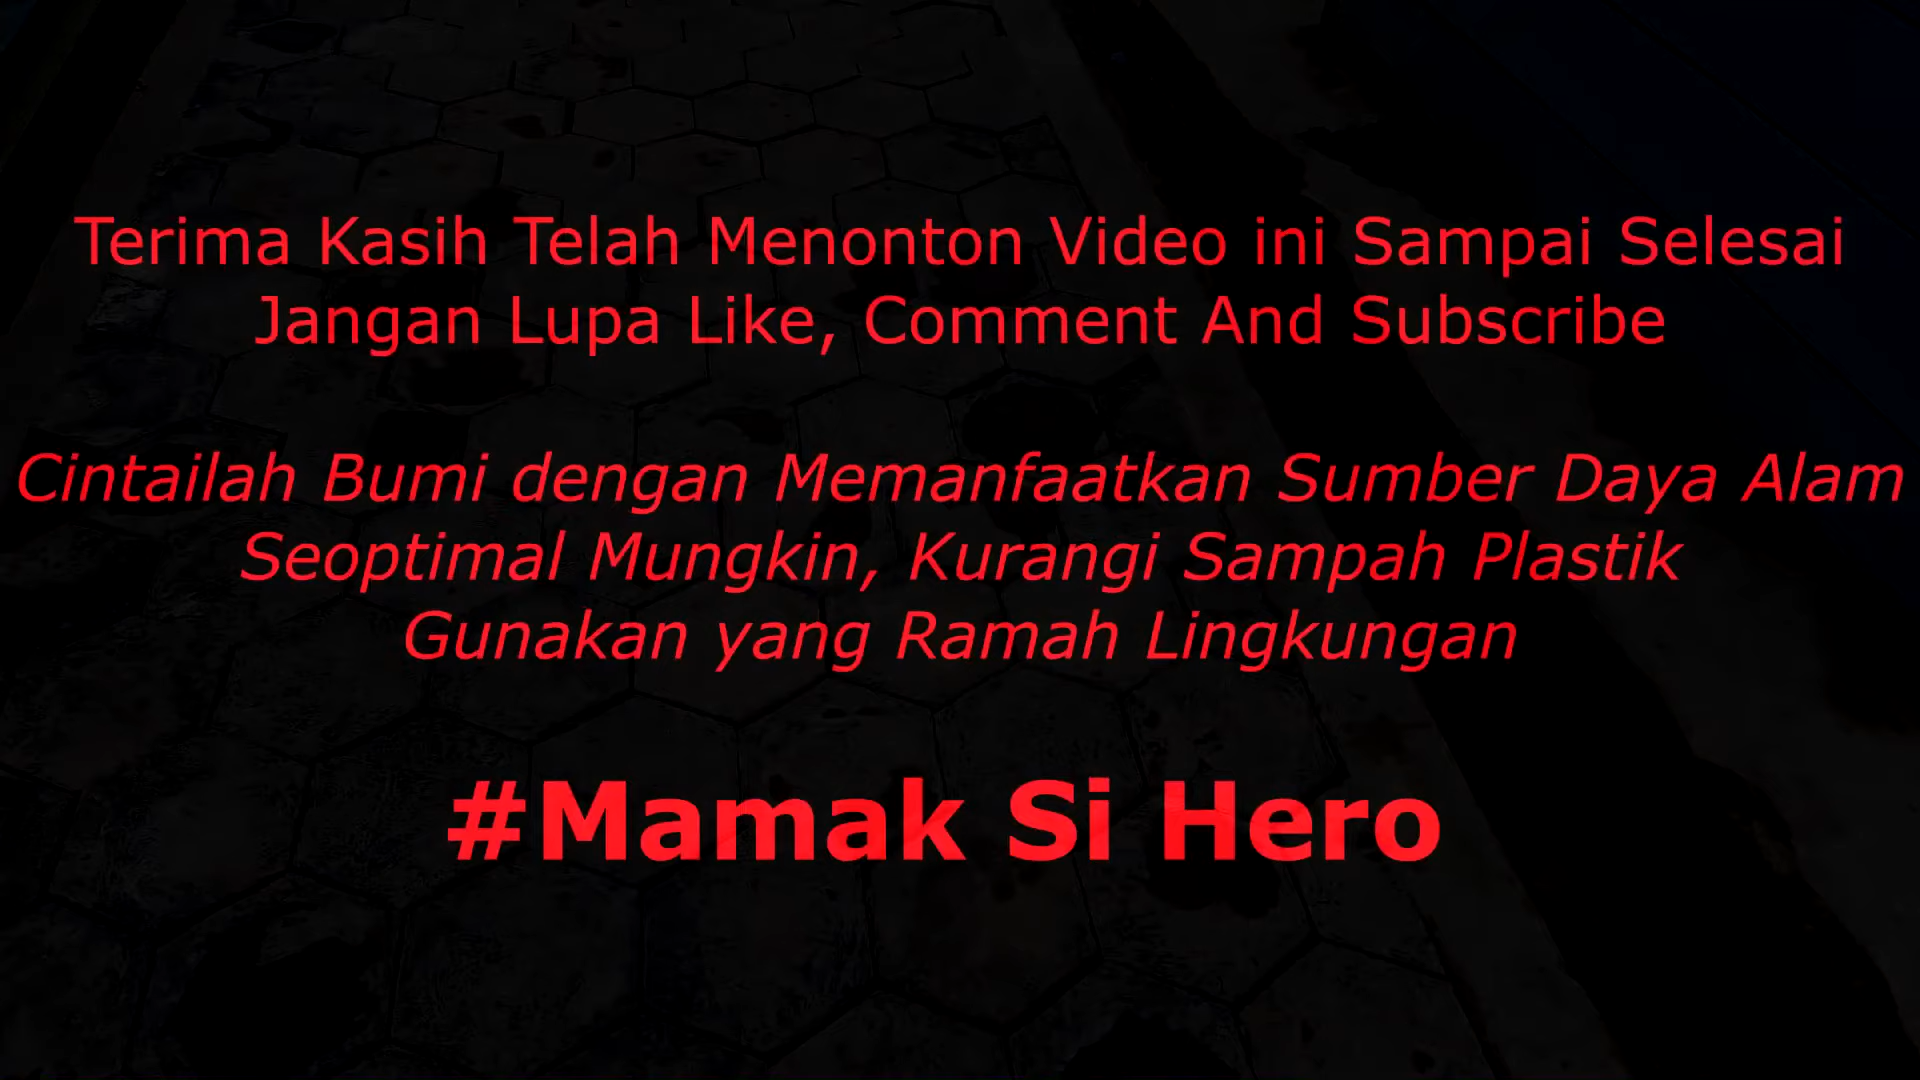 Terima Kasih Telah Menonton Video ini Sampai Selesai
Jangan Lupa Like, Comment And Subscribe
Cintailah Bumi dengan Memanfaatkan Sumber Daya Alam
Seoptimal Mungkin, Kurangi Sampah Plastik
Gunakan yang Ramah Lingkungan
#Mamak Si Hero